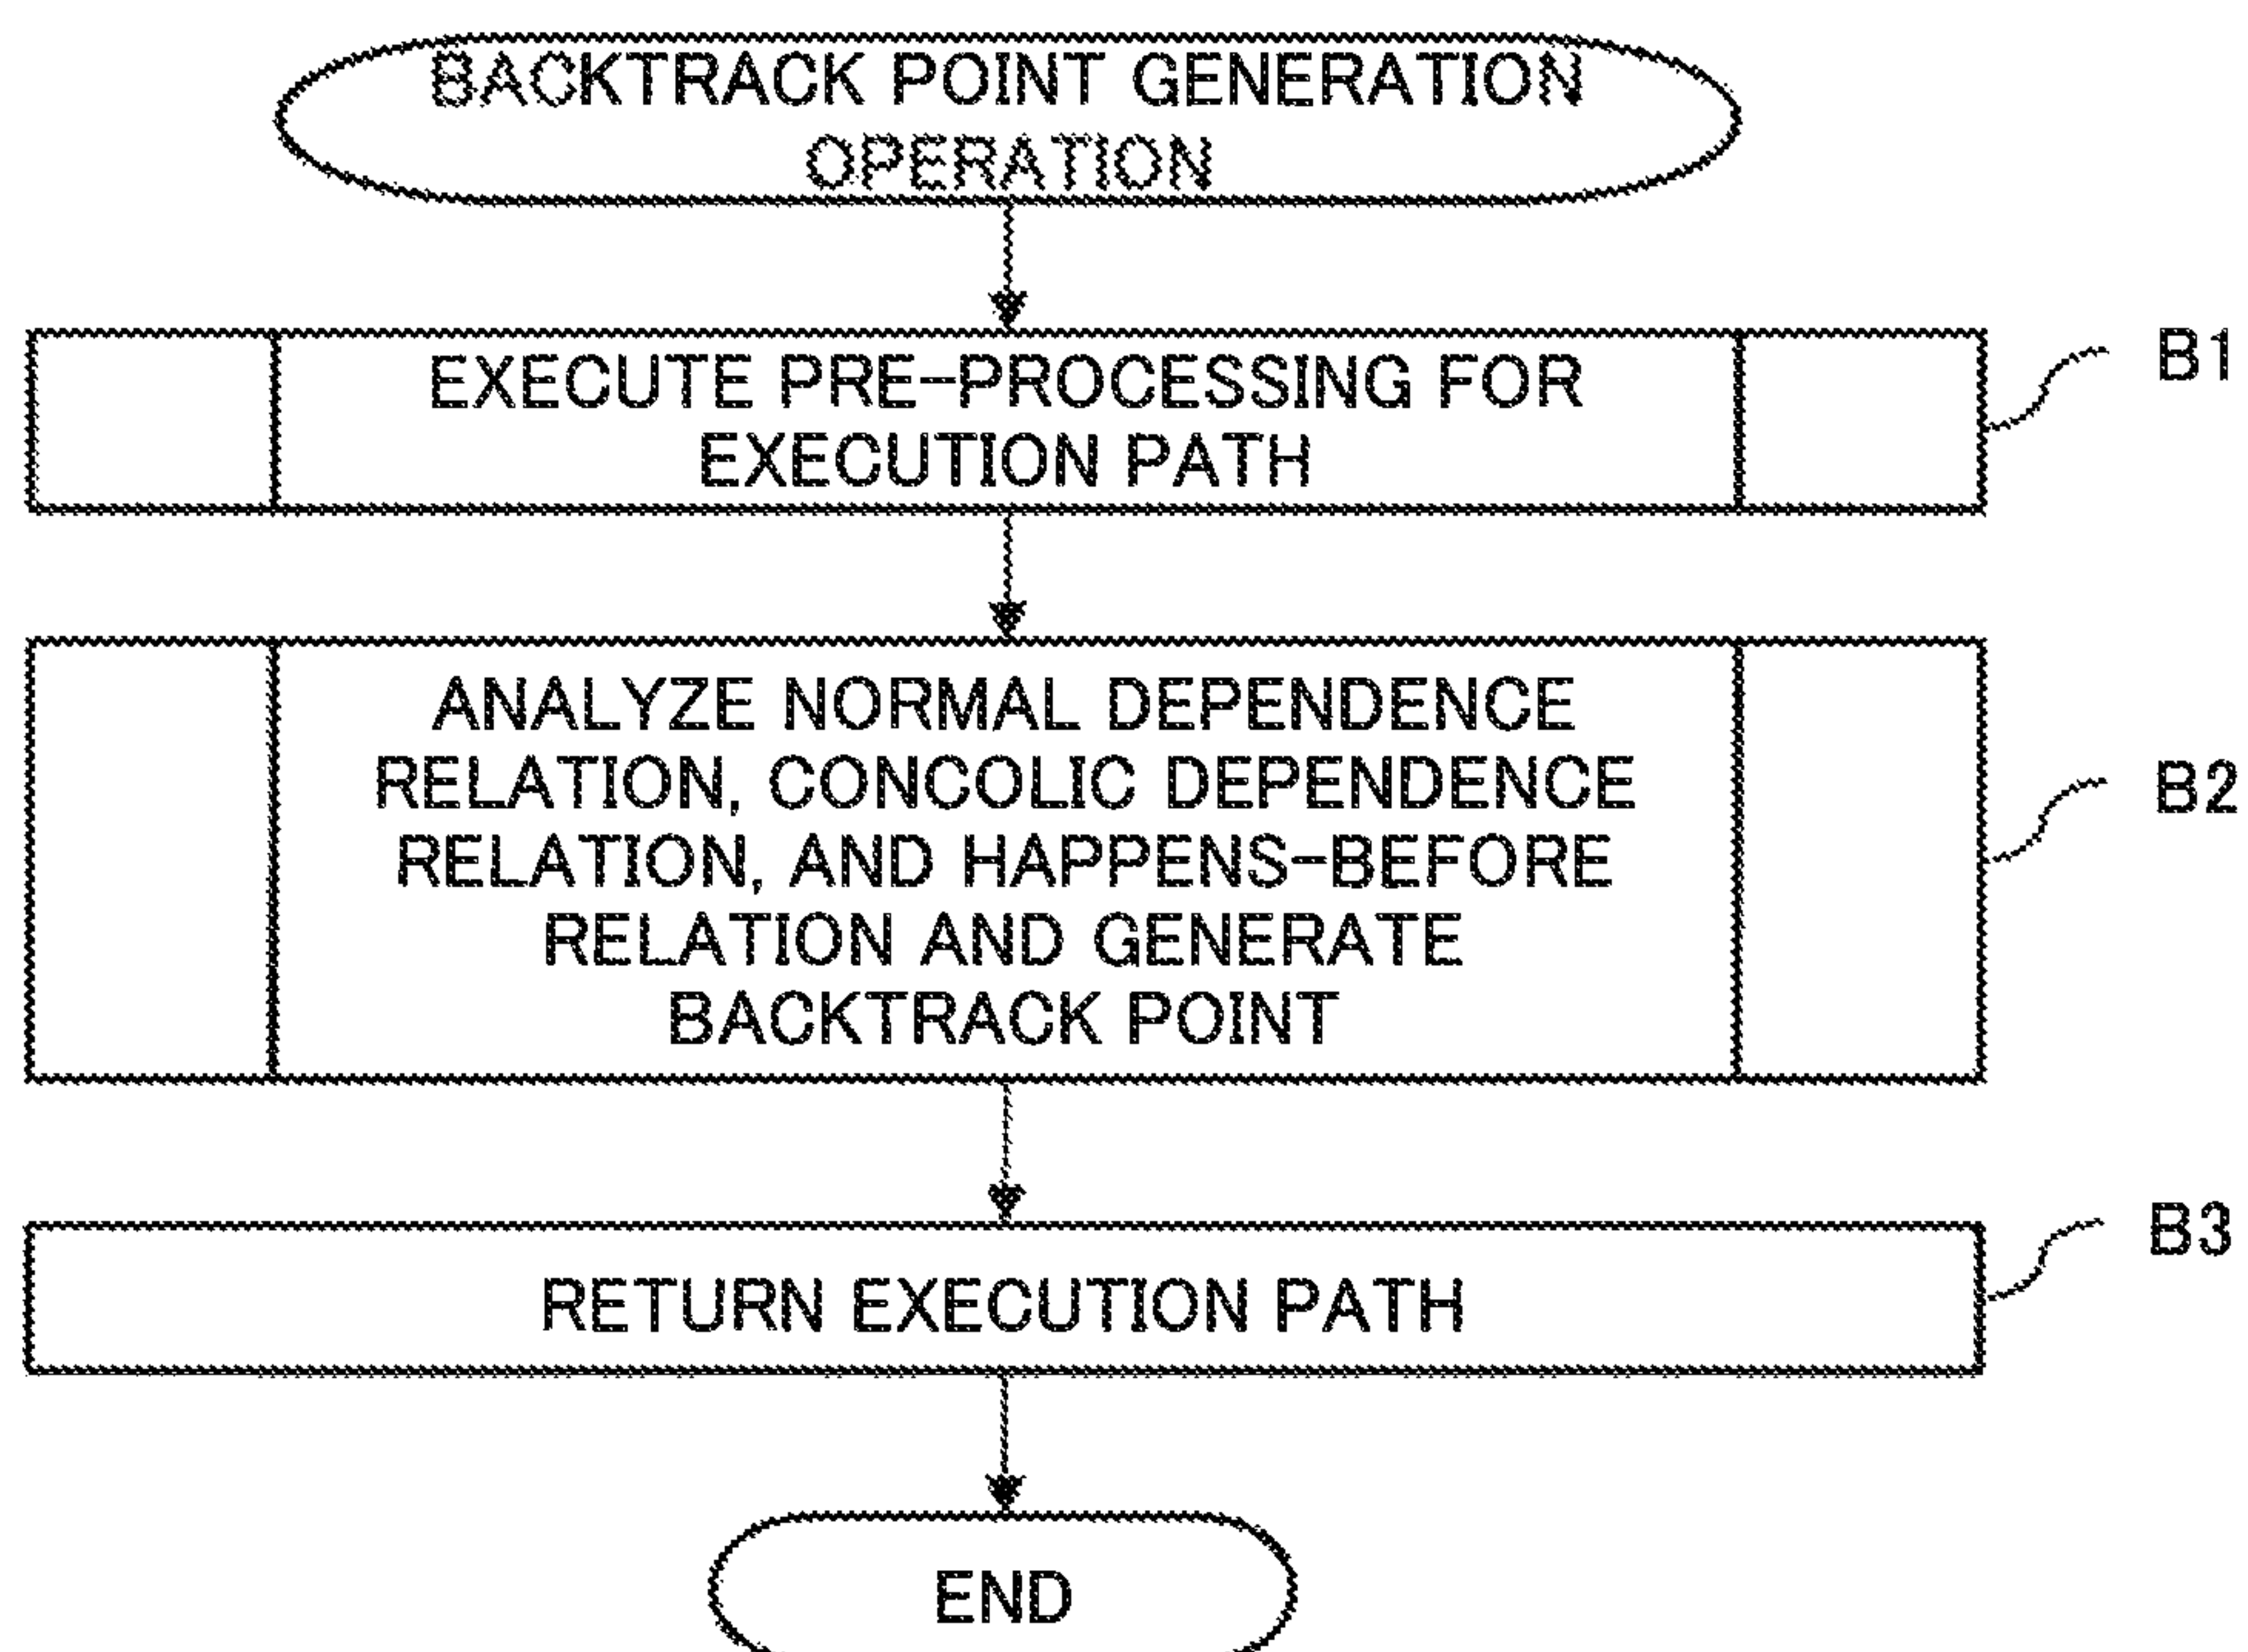 BACKTRACK POINT GENERATION
OPERATION
EXECUTE PRE-PROCESSING FOR
EXECUTION PATH
B1
ANALYZE NORMAL DEPENDENCE
RELATION, CONCOLIC DEPENDENCE
RELATION, AND HAPPENS-BEFORE
RELATION AND GENERATE
BACKTRACK POINT
B2
RETURN EXECUTION PATH
B3
END